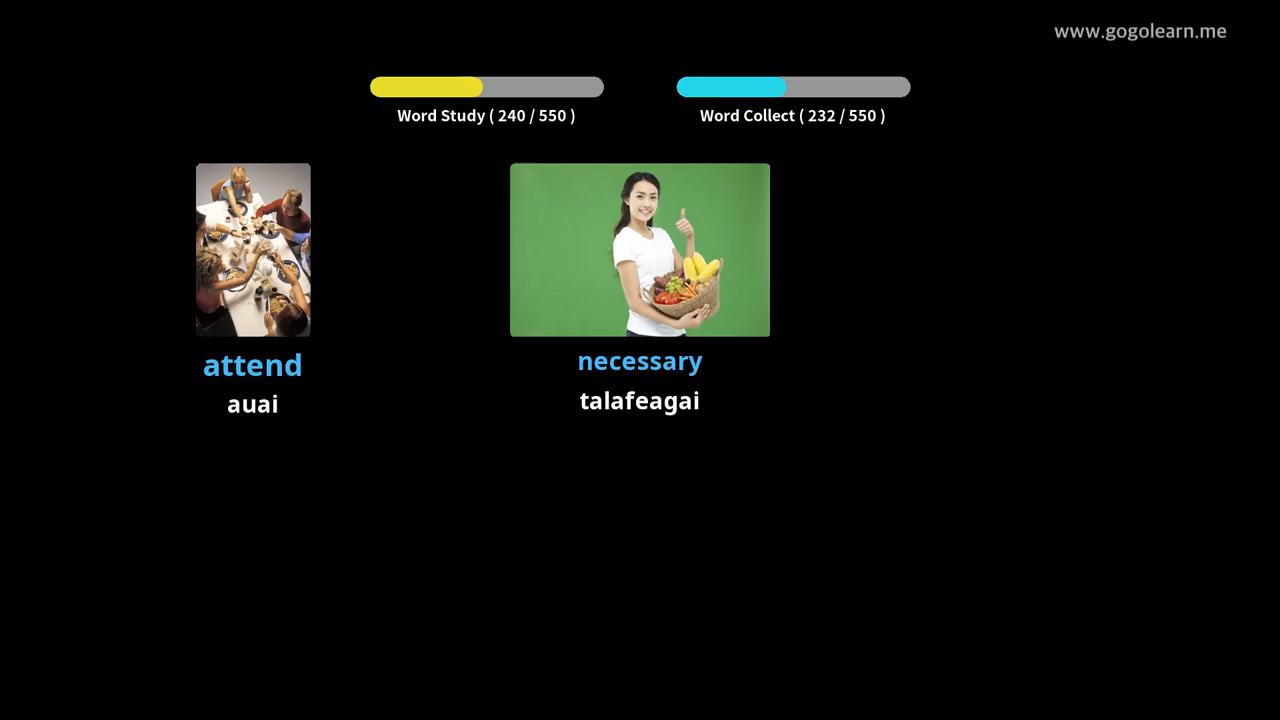 www.gogolearn.me
Word Study ( 240 / 550 )
Word Collect ( 232 / 550 )
attend
auai
necessary
talafeagai